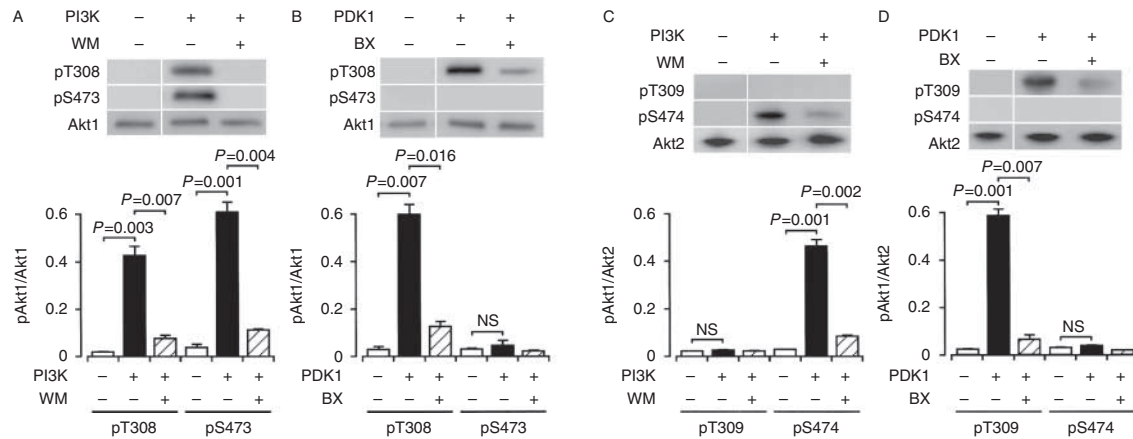 A
PI3K – + +
WM – – +
pT308
pS473
Akt1
P=0.004
P=0.001
P=0.007
P=0.003
0.6
0.4
0.2
0
pAkt1/Akt1
PI3K – + + – + +
WM – – + – – +
pT308 pS473
B
PDK1 – + +
BX – – +
pT308
pS473
Akt1
P=0.016
P=0.007
0.6
0.4
0.2
0
pAkt1/Akt1
NS
PDK1 – + + – + +
BX – – + – – +
pT308 pS473
C
PI3K – + +
WM – – +
pT309
pS474
Akt2
P=0.002
P=0.001
0.6
0.4
0.2
0
pAkt1/Akt2
NS
PI3K – + + – + +
WM – – + – – +
pT309 pS474
D
PDK1 – + +
BX – – +
pT309
pS474
Akt2
P=0.007
P=0.001
0.6
0.4
0.2
0
pAkt1/Akt2
NS
PDK1 – + + – + +
BX – – + – – +
pT309 pS474